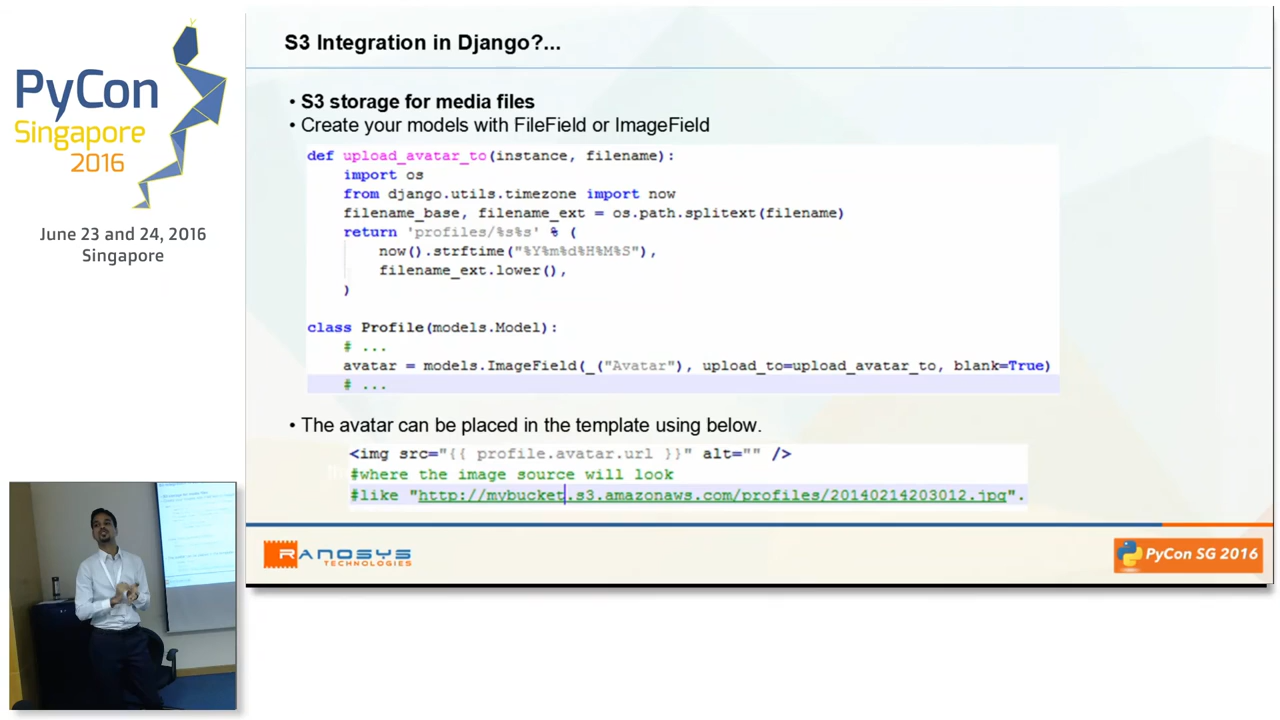 PyCon
Singapore
2016
June 23 and 24, 2016
Singapore
S3 Integration in Django?...
• S3 storage for media files
• Create your models with FileField or ImageField
def upload_avatar_to(instance, filename):
    import os
    from django.utils.timezone import now
    filename_base, filename_ext = os.path.splitext(filename)
    return 'profiles/%s%s' % (
        now().strftime("%Y%m%d%H%M%S"),
        filename_ext.lower(),
    )
class Profile(models.Model):
    # ...
    avatar = models.ImageField(_("Avatar"), upload_to=upload_avatar_to, blank=True)
    # ...
• The avatar can be placed in the template using below.
<img src="{{ profile.avatar.url }}" alt="" />
#where the image source will look
#like "http://mybucket.s3.amazonaws.com/profiles/20140214203012.jpg".
RANOSYS
TECHNOLOGIES
PyCon SG 2016